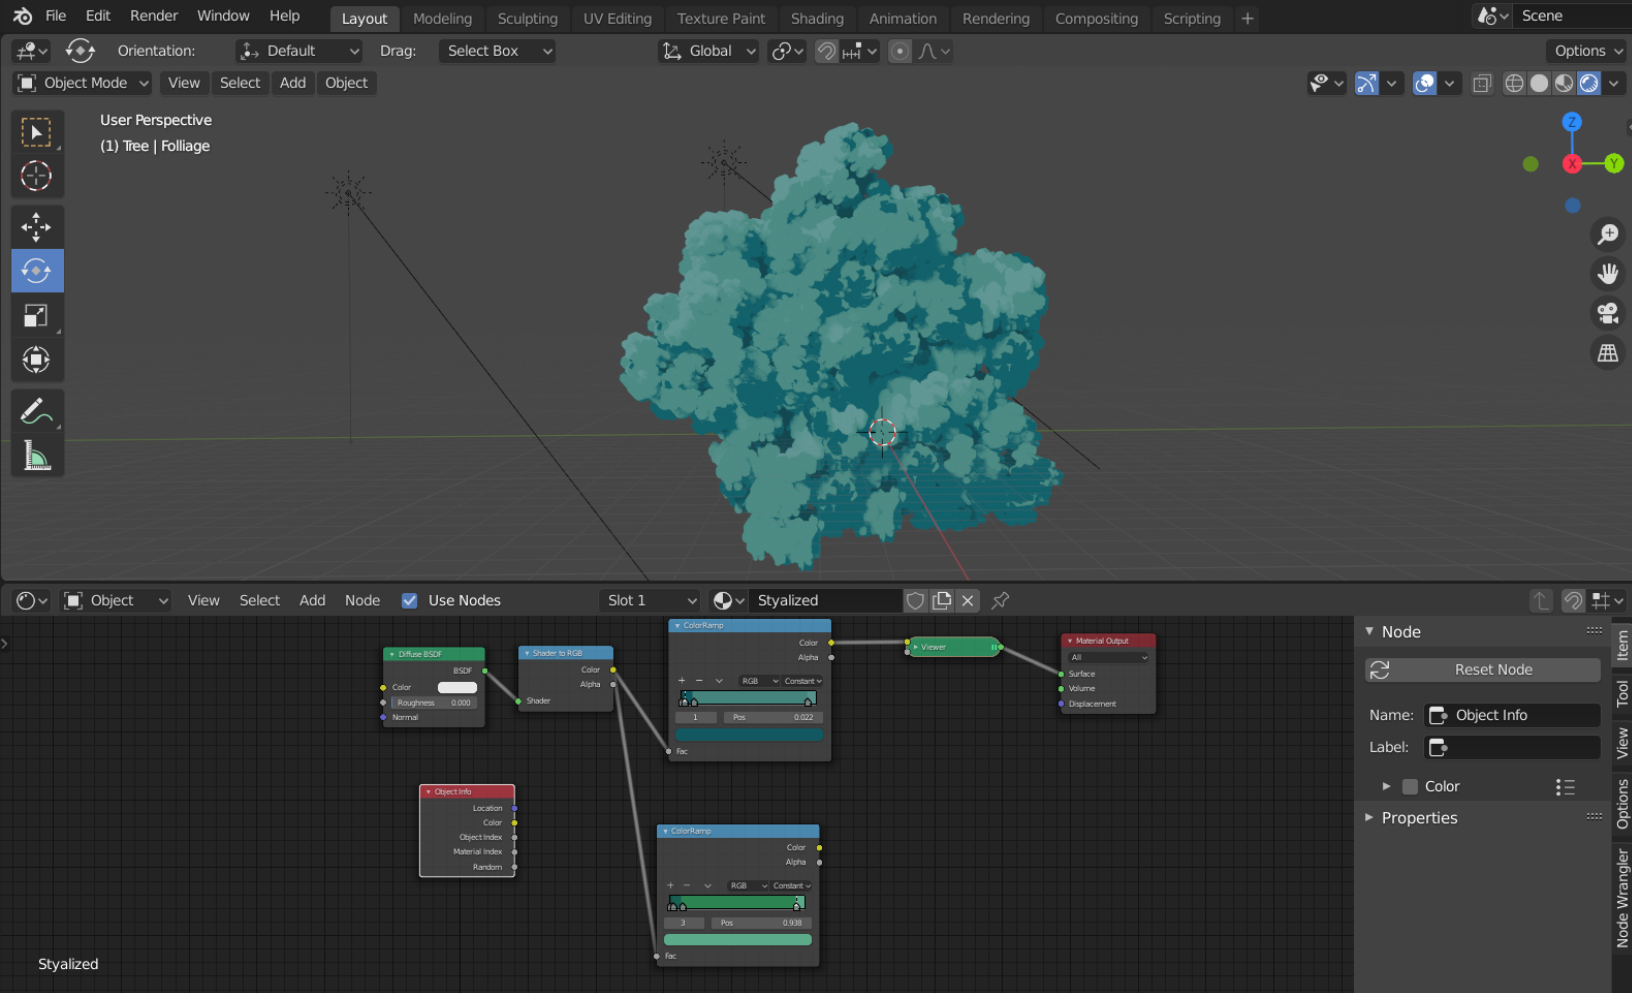 File Edit Render Window Help Layout Modeling Sculpting UV Editing Texture Paint Shading Animation Rendering Compositing Scripting + Scene
Orientation: Default Drag: Select Box Global Options
Object Mode View Select Add Object
User Perspective
(1) Tree | Folliage
Z
X
Y
Object View Select Add Node Use Nodes Slot 1 Styalized
ColorRamp
Color
Alpha
RGB Constant
1 Pos 0.022
Fac
Diffuse BSDF
BSDF
Color
Roughness 0.000
Normal
Shader to RGB
Color
Alpha
Shader
Viewer
Material Output
All
Surface
Volume
Displacement
Object Info
Location
Color
Object Index
Material Index
Random
ColorRamp
Color
Alpha
RGB Constant
3 Pos 0.938
Fac
Styalized
Node
Reset Node
Name: Object Info
Label:
Color
Properties
Item
Tool
View
Options
Node Wrangler